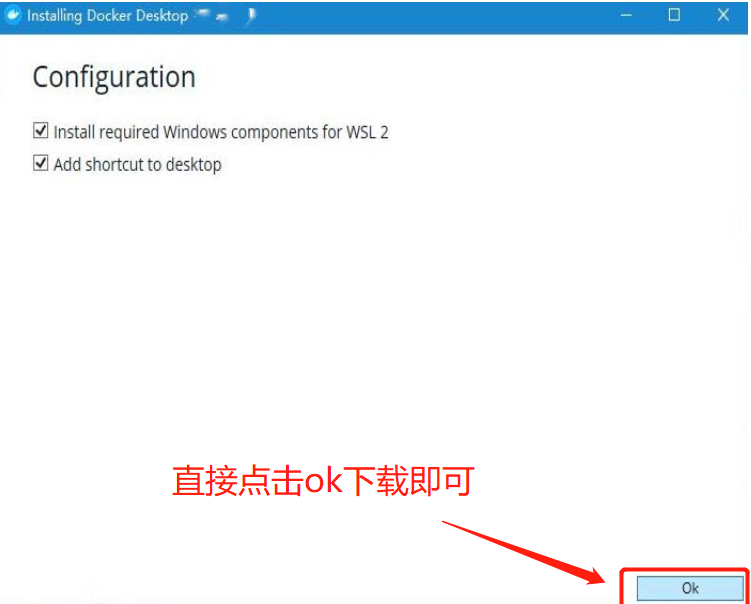 Installing Docker Desktop
Configuration
Install required Windows components for WSL 2
Add shortcut to desktop
直接点击ok下载即可
Ok